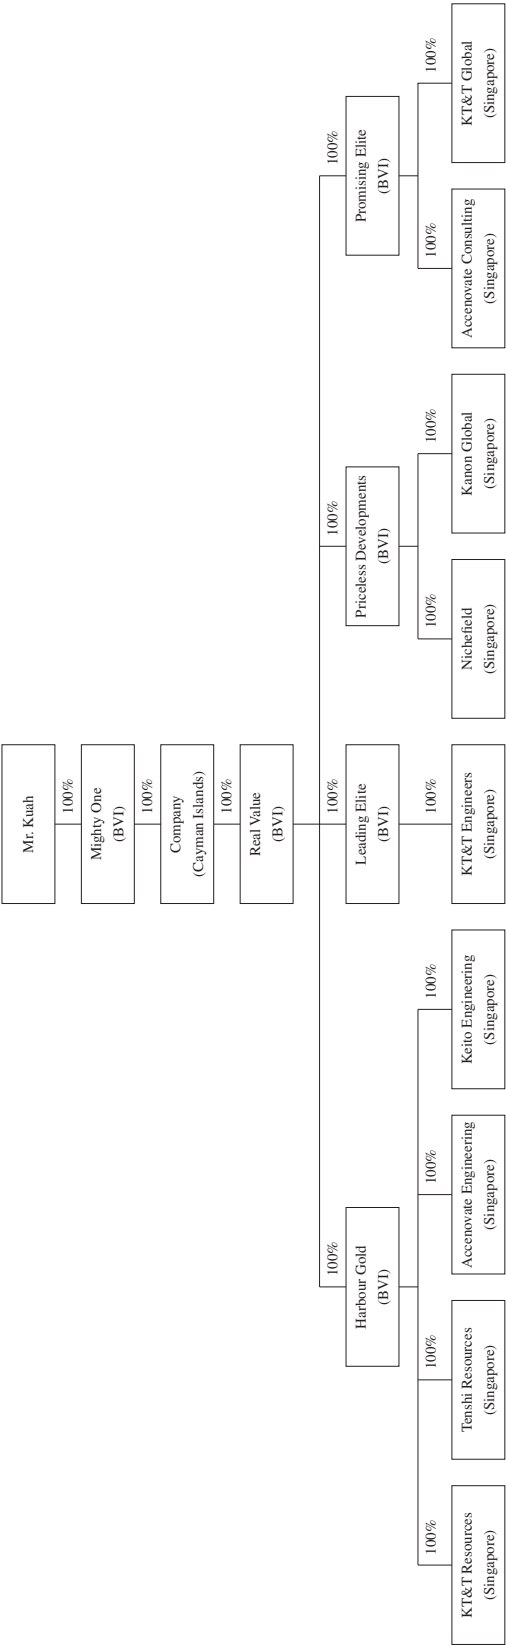 Mr. Kuah
100%
Mighty One
(BVI)
100%
Company
(Cayman Islands)
100%
Real Value
(BVI)
100%
100%
100%
100%
Harbour Gold
(BVI)
Leading Elite
(BVI)
Priceless Developments
(BVI)
Promising Elite
(BVI)
100%
100%
100%
100%
100%
100%
100%
100%
100%
KT&T Resources
(Singapore)
Tenshi Resources
(Singapore)
Accenovate Engineering
(Singapore)
Keito Engineering
(Singapore)
KT&T Engineers
(Singapore)
Nichefield
(Singapore)
Kanon Global
(Singapore)
Accenovate Consulting
(Singapore)
KT&T Global
(Singapore)